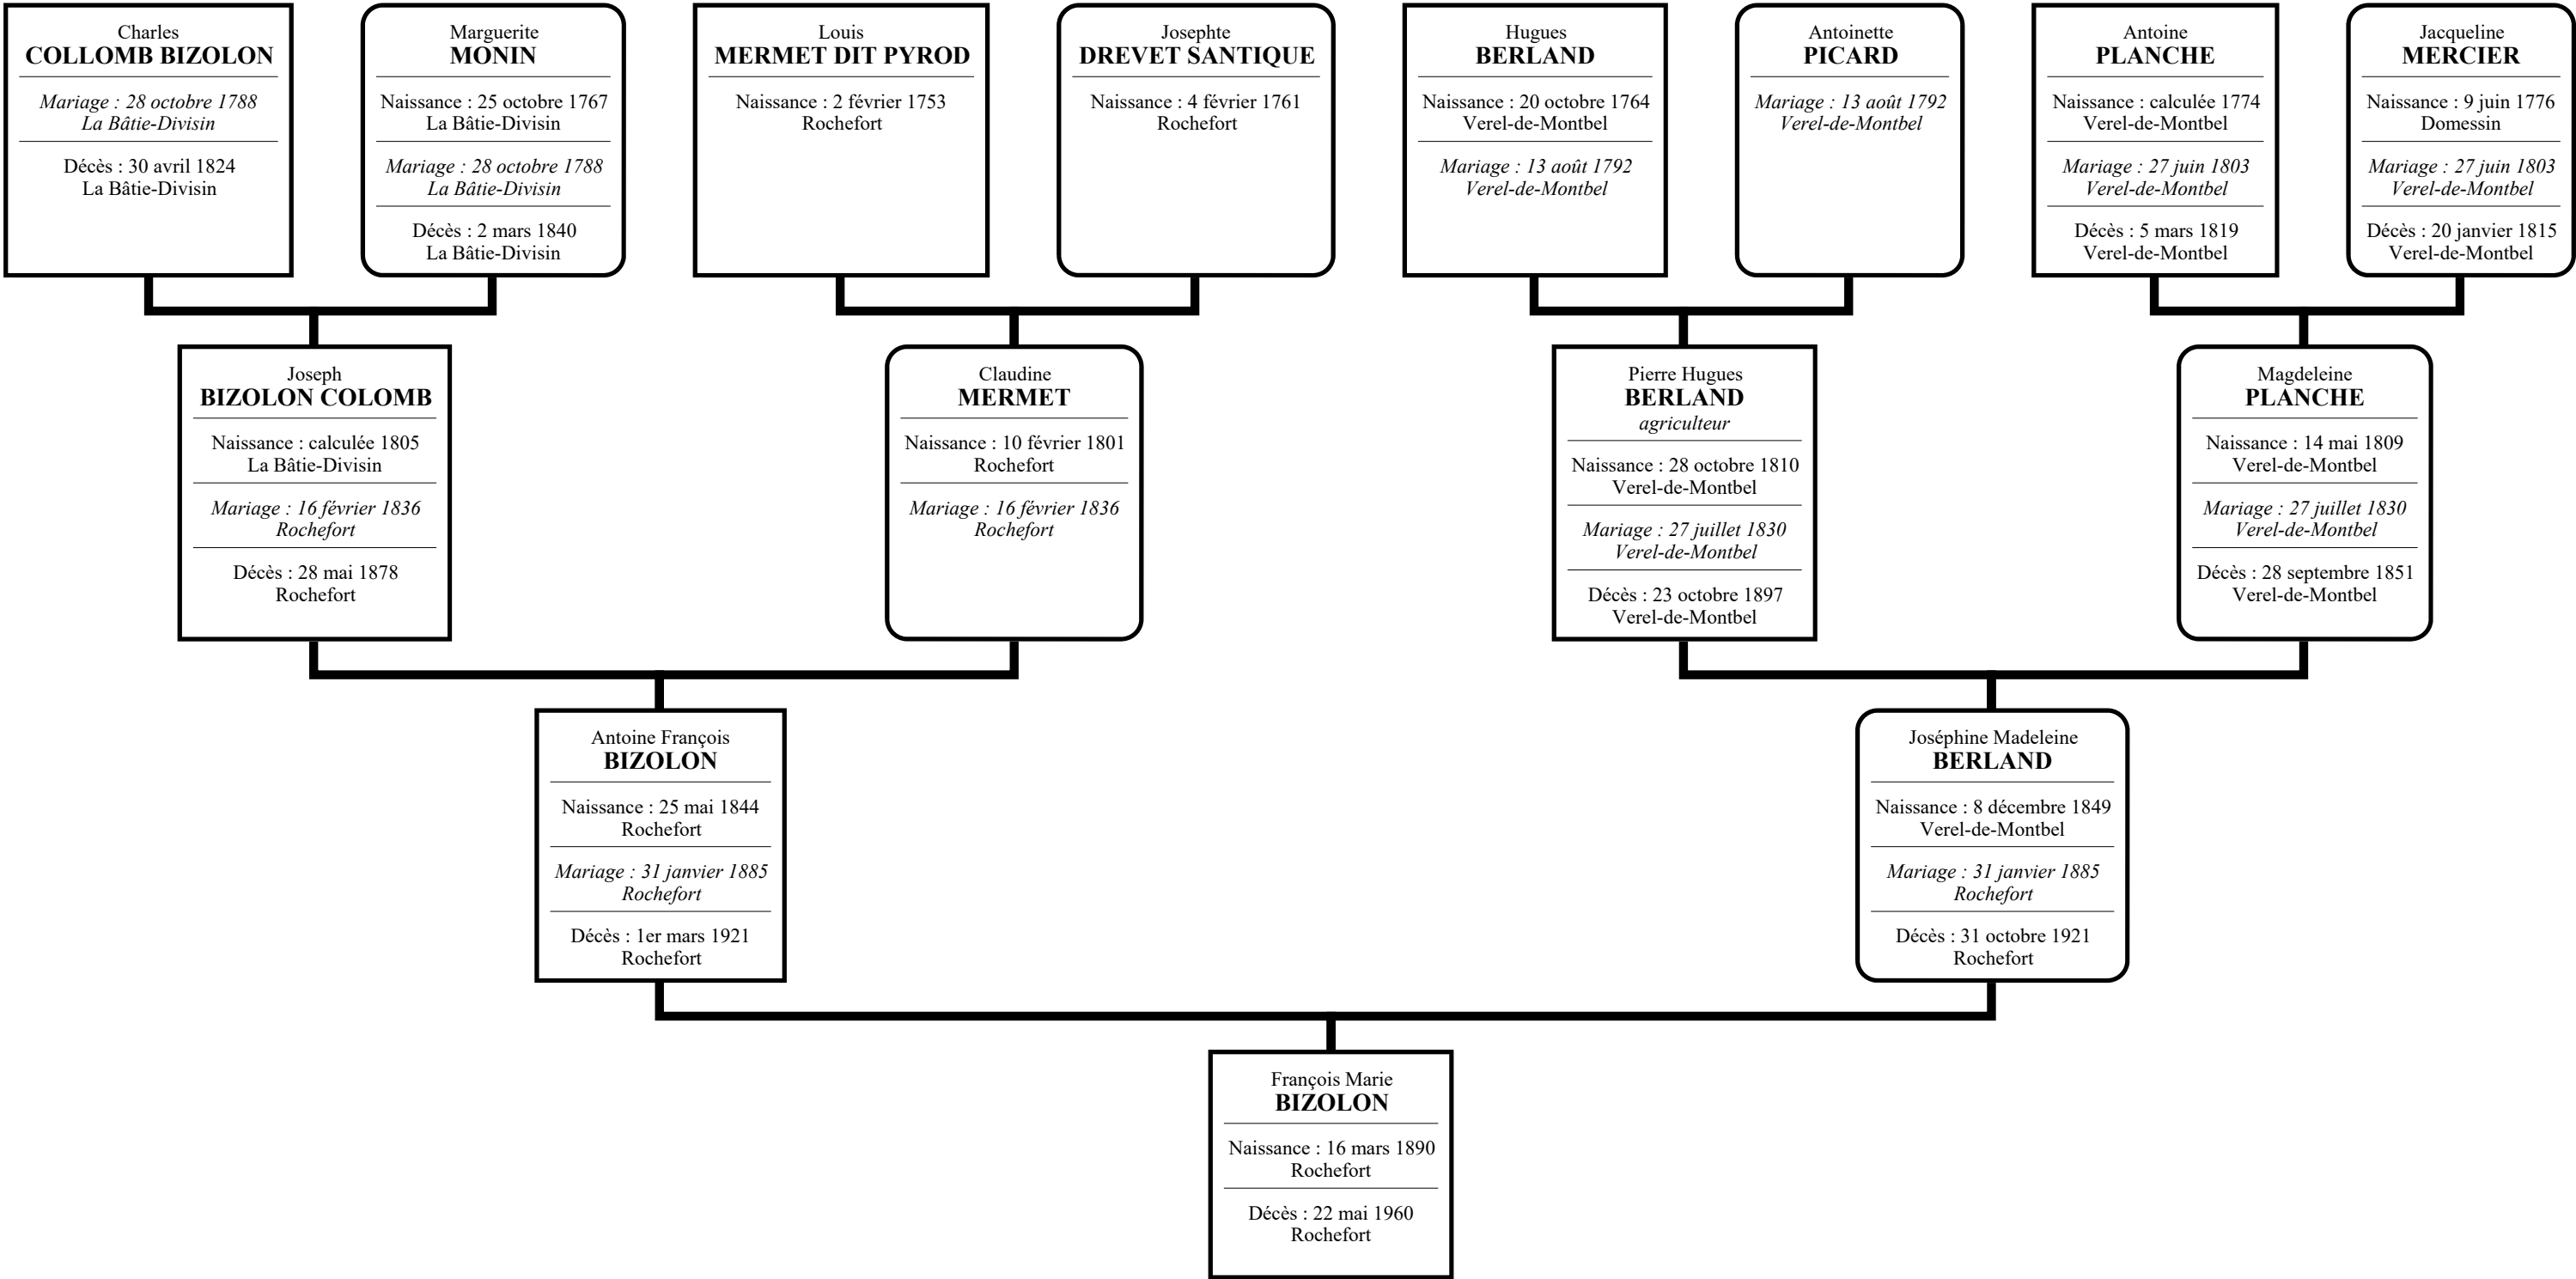 Charles
COLLOMB BIZOLON
Mariage : 28 octobre 1788
La Bâtie-Divisin
Décès : 30 avril 1824
La Bâtie-Divisin
Marguerite
MONIN
Naissance : 25 octobre 1767
La Bâtie-Divisin
Mariage : 28 octobre 1788
La Bâtie-Divisin
Décès : 2 mars 1840
La Bâtie-Divisin
Louis
MERMET DIT PYROD
Naissance : 2 février 1753
Rochefort
Josephte
DREVET SANTIQUE
Naissance : 4 février 1761
Rochefort
Hugues
BERLAND
Naissance : 20 octobre 1764
Verel-de-Montbel
Mariage : 13 août 1792
Verel-de-Montbel
Antoinette
PICARD
Mariage : 13 août 1792
Verel-de-Montbel
Antoine
PLANCHE
Naissance : calculée 1774
Verel-de-Montbel
Mariage : 27 juin 1803
Verel-de-Montbel
Décès : 5 mars 1819
Verel-de-Montbel
Jacqueline
MERCIER
Naissance : 9 juin 1776
Domessin
Mariage : 27 juin 1803
Verel-de-Montbel
Décès : 20 janvier 1815
Verel-de-Montbel
Joseph
BIZOLON COLOMB
Naissance : calculée 1805
La Bâtie-Divisin
Mariage : 16 février 1836
Rochefort
Décès : 28 mai 1878
Rochefort
Claudine
MERMET
Naissance : 10 février 1801
Rochefort
Mariage : 16 février 1836
Rochefort
Pierre Hugues
BERLAND
agriculteur
Naissance : 28 octobre 1810
Verel-de-Montbel
Mariage : 27 juillet 1830
Verel-de-Montbel
Décès : 23 octobre 1897
Verel-de-Montbel
Magdeleine
PLANCHE
Naissance : 14 mai 1809
Verel-de-Montbel
Mariage : 27 juillet 1830
Verel-de-Montbel
Décès : 28 septembre 1851
Verel-de-Montbel
Antoine François
BIZOLON
Naissance : 25 mai 1844
Rochefort
Mariage : 31 janvier 1885
Rochefort
Décès : 1er mars 1921
Rochefort
Joséphine Madeleine
BERLAND
Naissance : 8 décembre 1849
Verel-de-Montbel
Mariage : 31 janvier 1885
Rochefort
Décès : 31 octobre 1921
Rochefort
François Marie
BIZOLON
Naissance : 16 mars 1890
Rochefort
Décès : 22 mai 1960
Rochefort